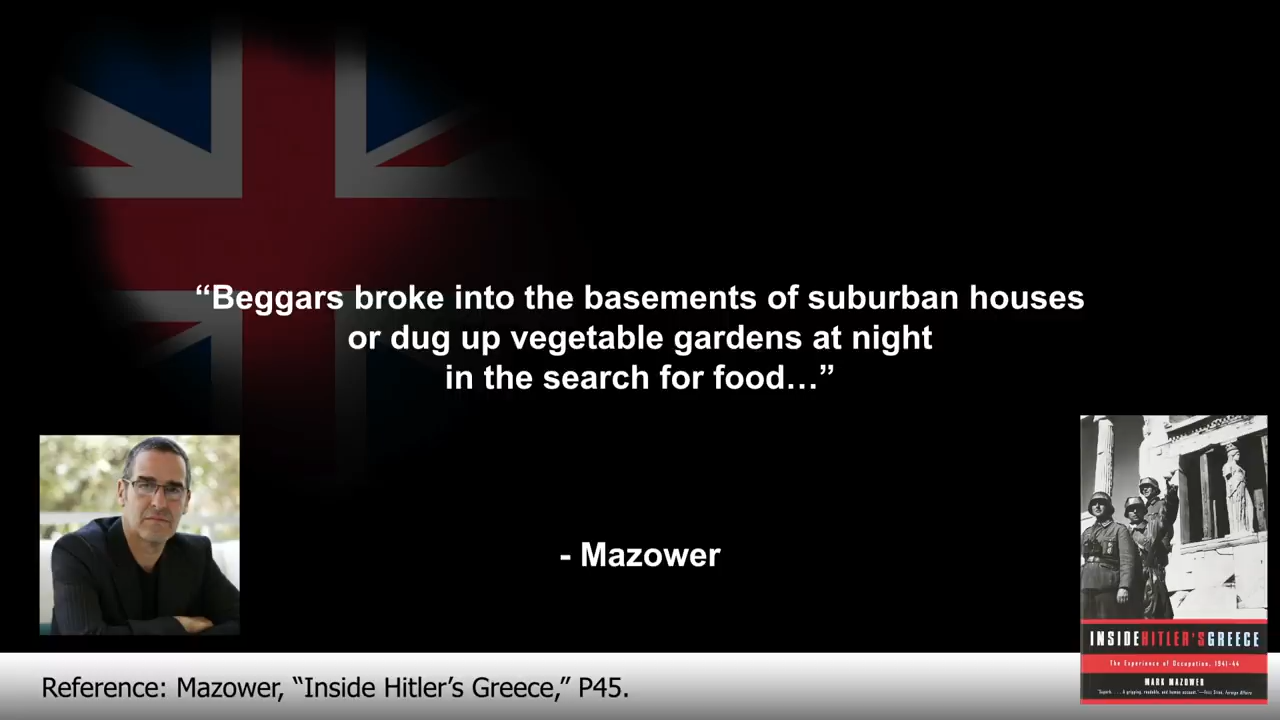 “Beggars broke into the basements of suburban houses
or dug up vegetable gardens at night
in the search for food…”
- Mazower
INSIDE HITLER'S GREECE
The Experience of Occupation, 1941-44
MARK MAZOWER
Reference: Mazower, “Inside Hitler’s Greece,” P45.